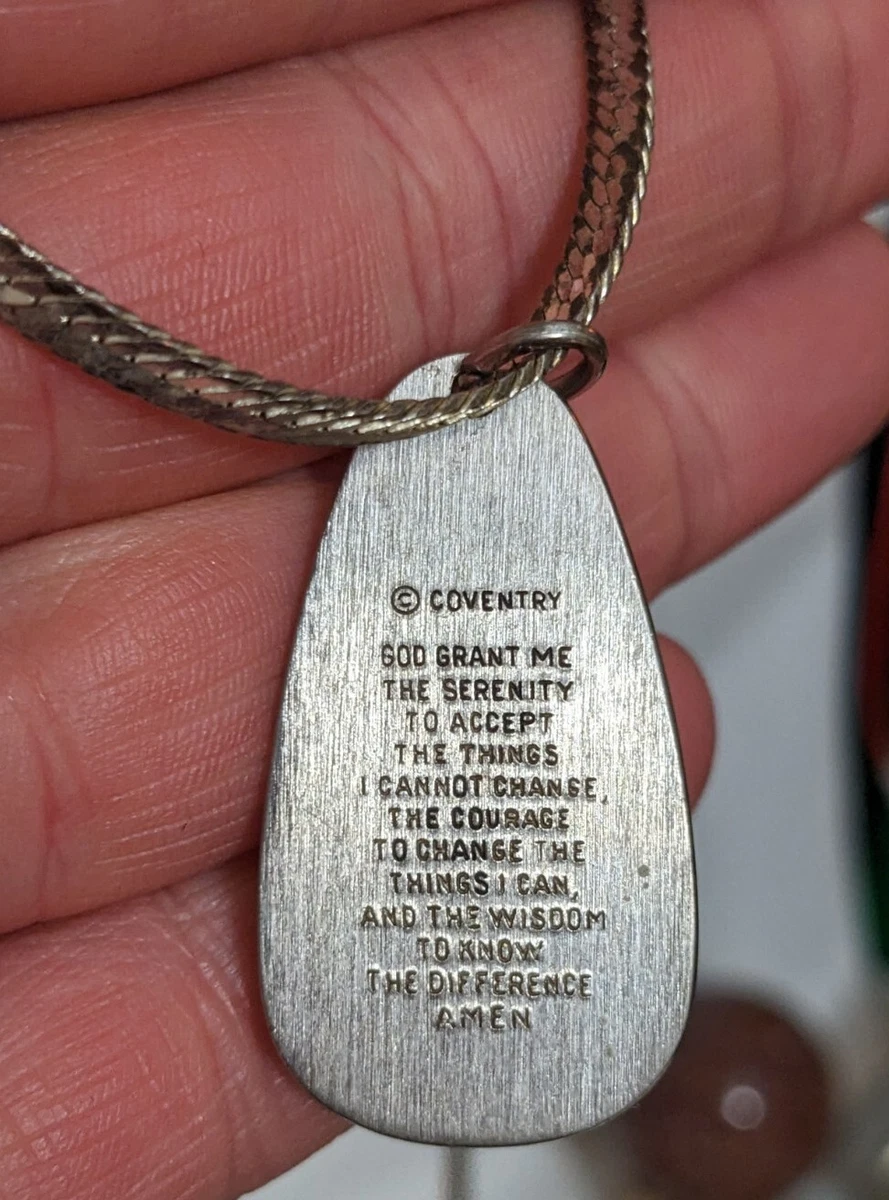 © COVENTRY
GOD GRANT ME
THE SERENITY
TO ACCEPT
THE THINGS
I CANNOT CHANGE,
THE COURAGE
TO CHANGE THE
THINGS I CAN,
AND THE WISDOM
TO KNOW
THE DIFFERENCE
AMEN